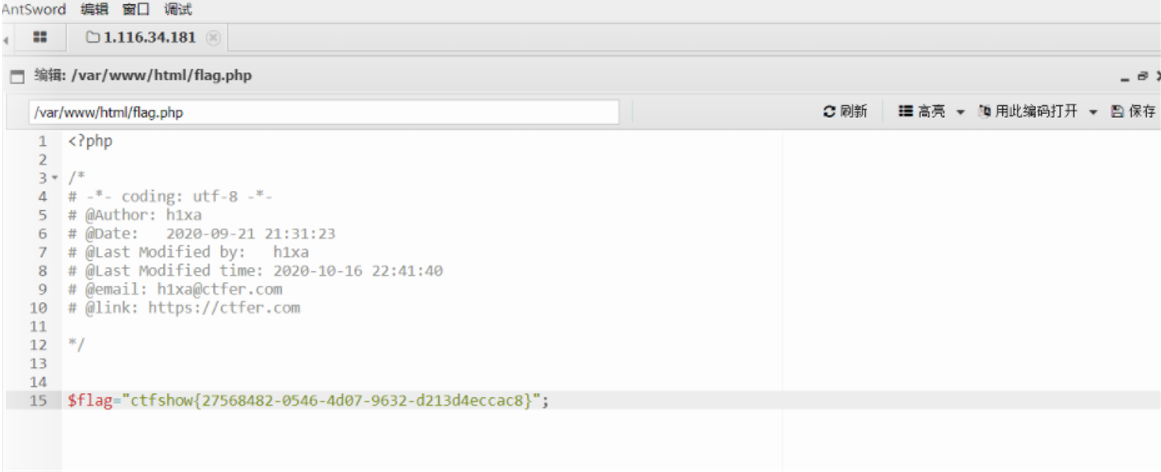 AntSword 编辑 窗口 调试
1.116.34.181
编辑: /var/www/html/flag.php
/var/www/html/flag.php 刷新 高亮 用此编码打开 保存
1 <?php
2
3 /*
4 # -*- coding: utf-8 -*-
5 # @Author: h1xa
6 # @Date:   2020-09-21 21:31:23
7 # @Last Modified by:   h1xa
8 # @Last Modified time: 2020-10-16 22:41:40
9 # @email: h1xa@ctfer.com
10 # @link: https://ctfer.com
11
12 */
13
14
15 $flag="ctfshow{27568482-0546-4d07-9632-d213d4eccac8}";